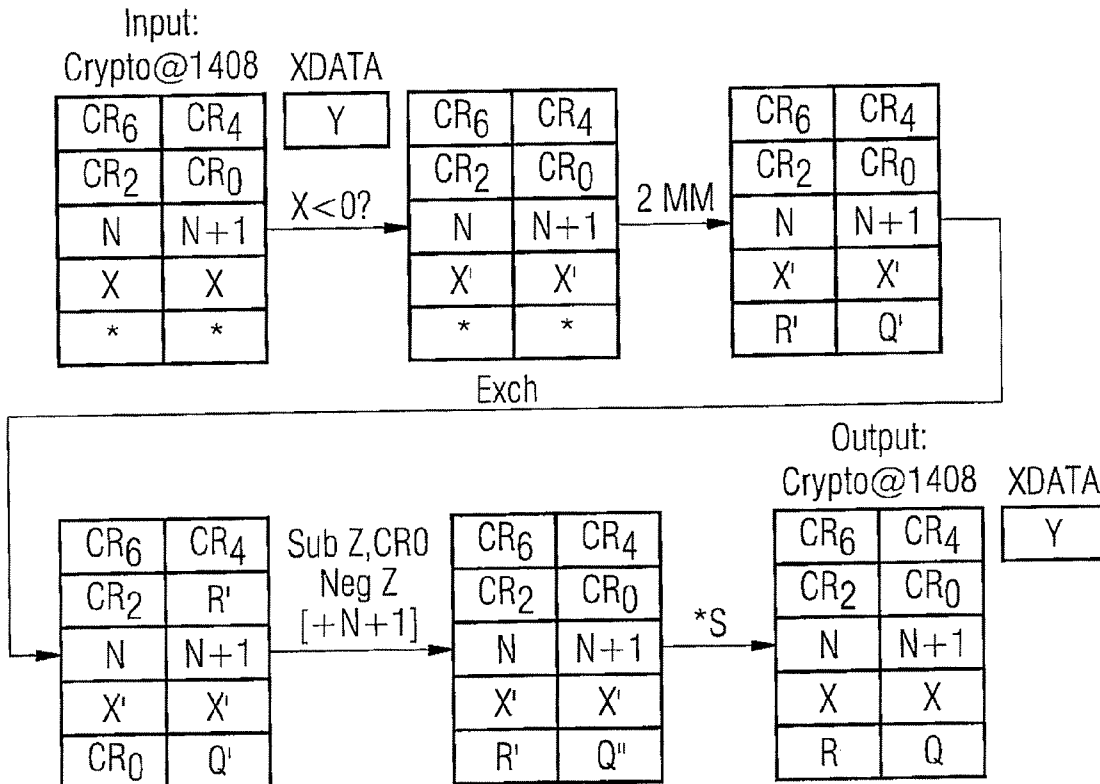 Input:
Crypto@1408 XDATA
CR6 CR4
CR2 CR0
N N+1
X X
* *
Y
X<0?
CR6 CR4
CR2 CR0
N N+1
X' X'
* *
2 MM
CR6 CR4
CR2 CR0
N N+1
X' X'
R' Q'
Exch
CR6 CR4
CR2 R'
N N+1
X' X'
CR0 Q'
Sub Z,CR0
Neg Z
[+N+1]
CR6 CR4
CR2 CR0
N N+1
X' X'
R' Q"
*S
Output:
Crypto@1408 XDATA
CR6 CR4
CR2 CR0
N N+1
X X
R Q
Y